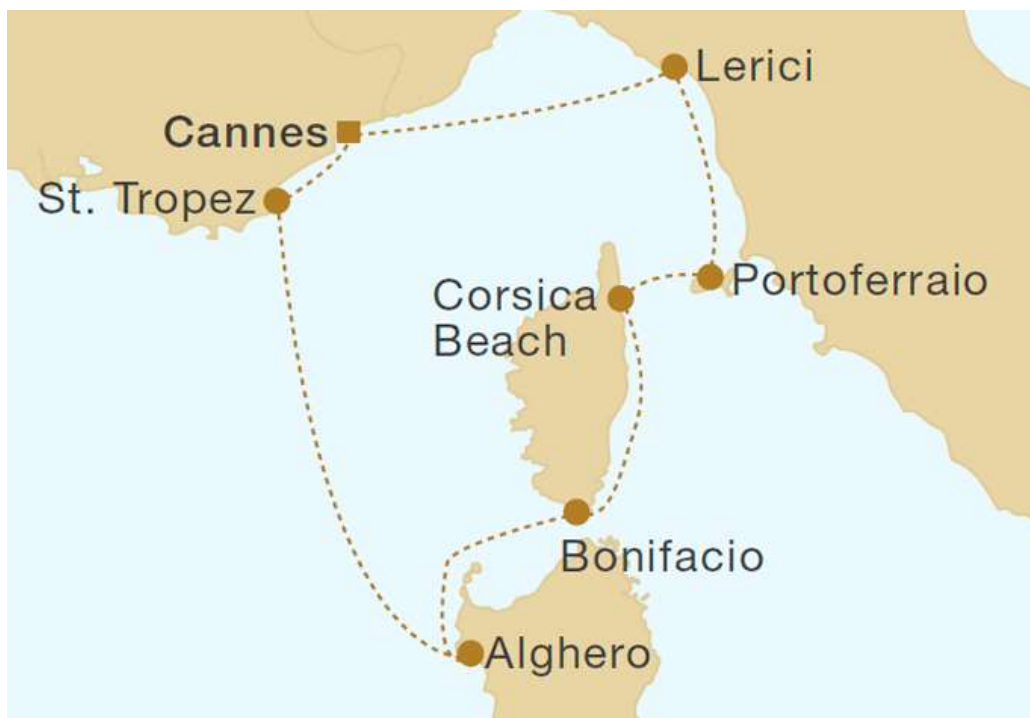 Lerici
Cannes
St. Tropez
Corsica
Beach
Portoferraio
Bonifacio
Alghero